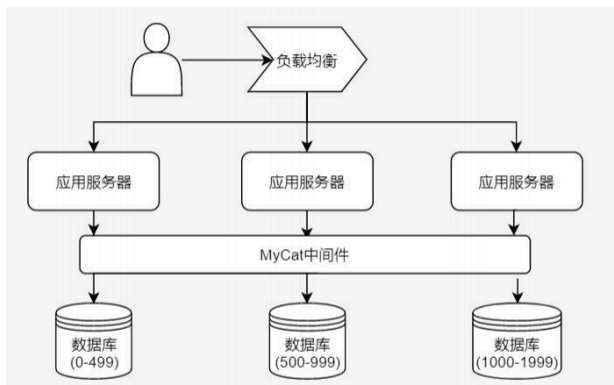 负载均衡
应用服务器
应用服务器
应用服务器
MyCat中间件
数据库
(0-499)
数据库
(500-999)
数据库
(1000-1999)